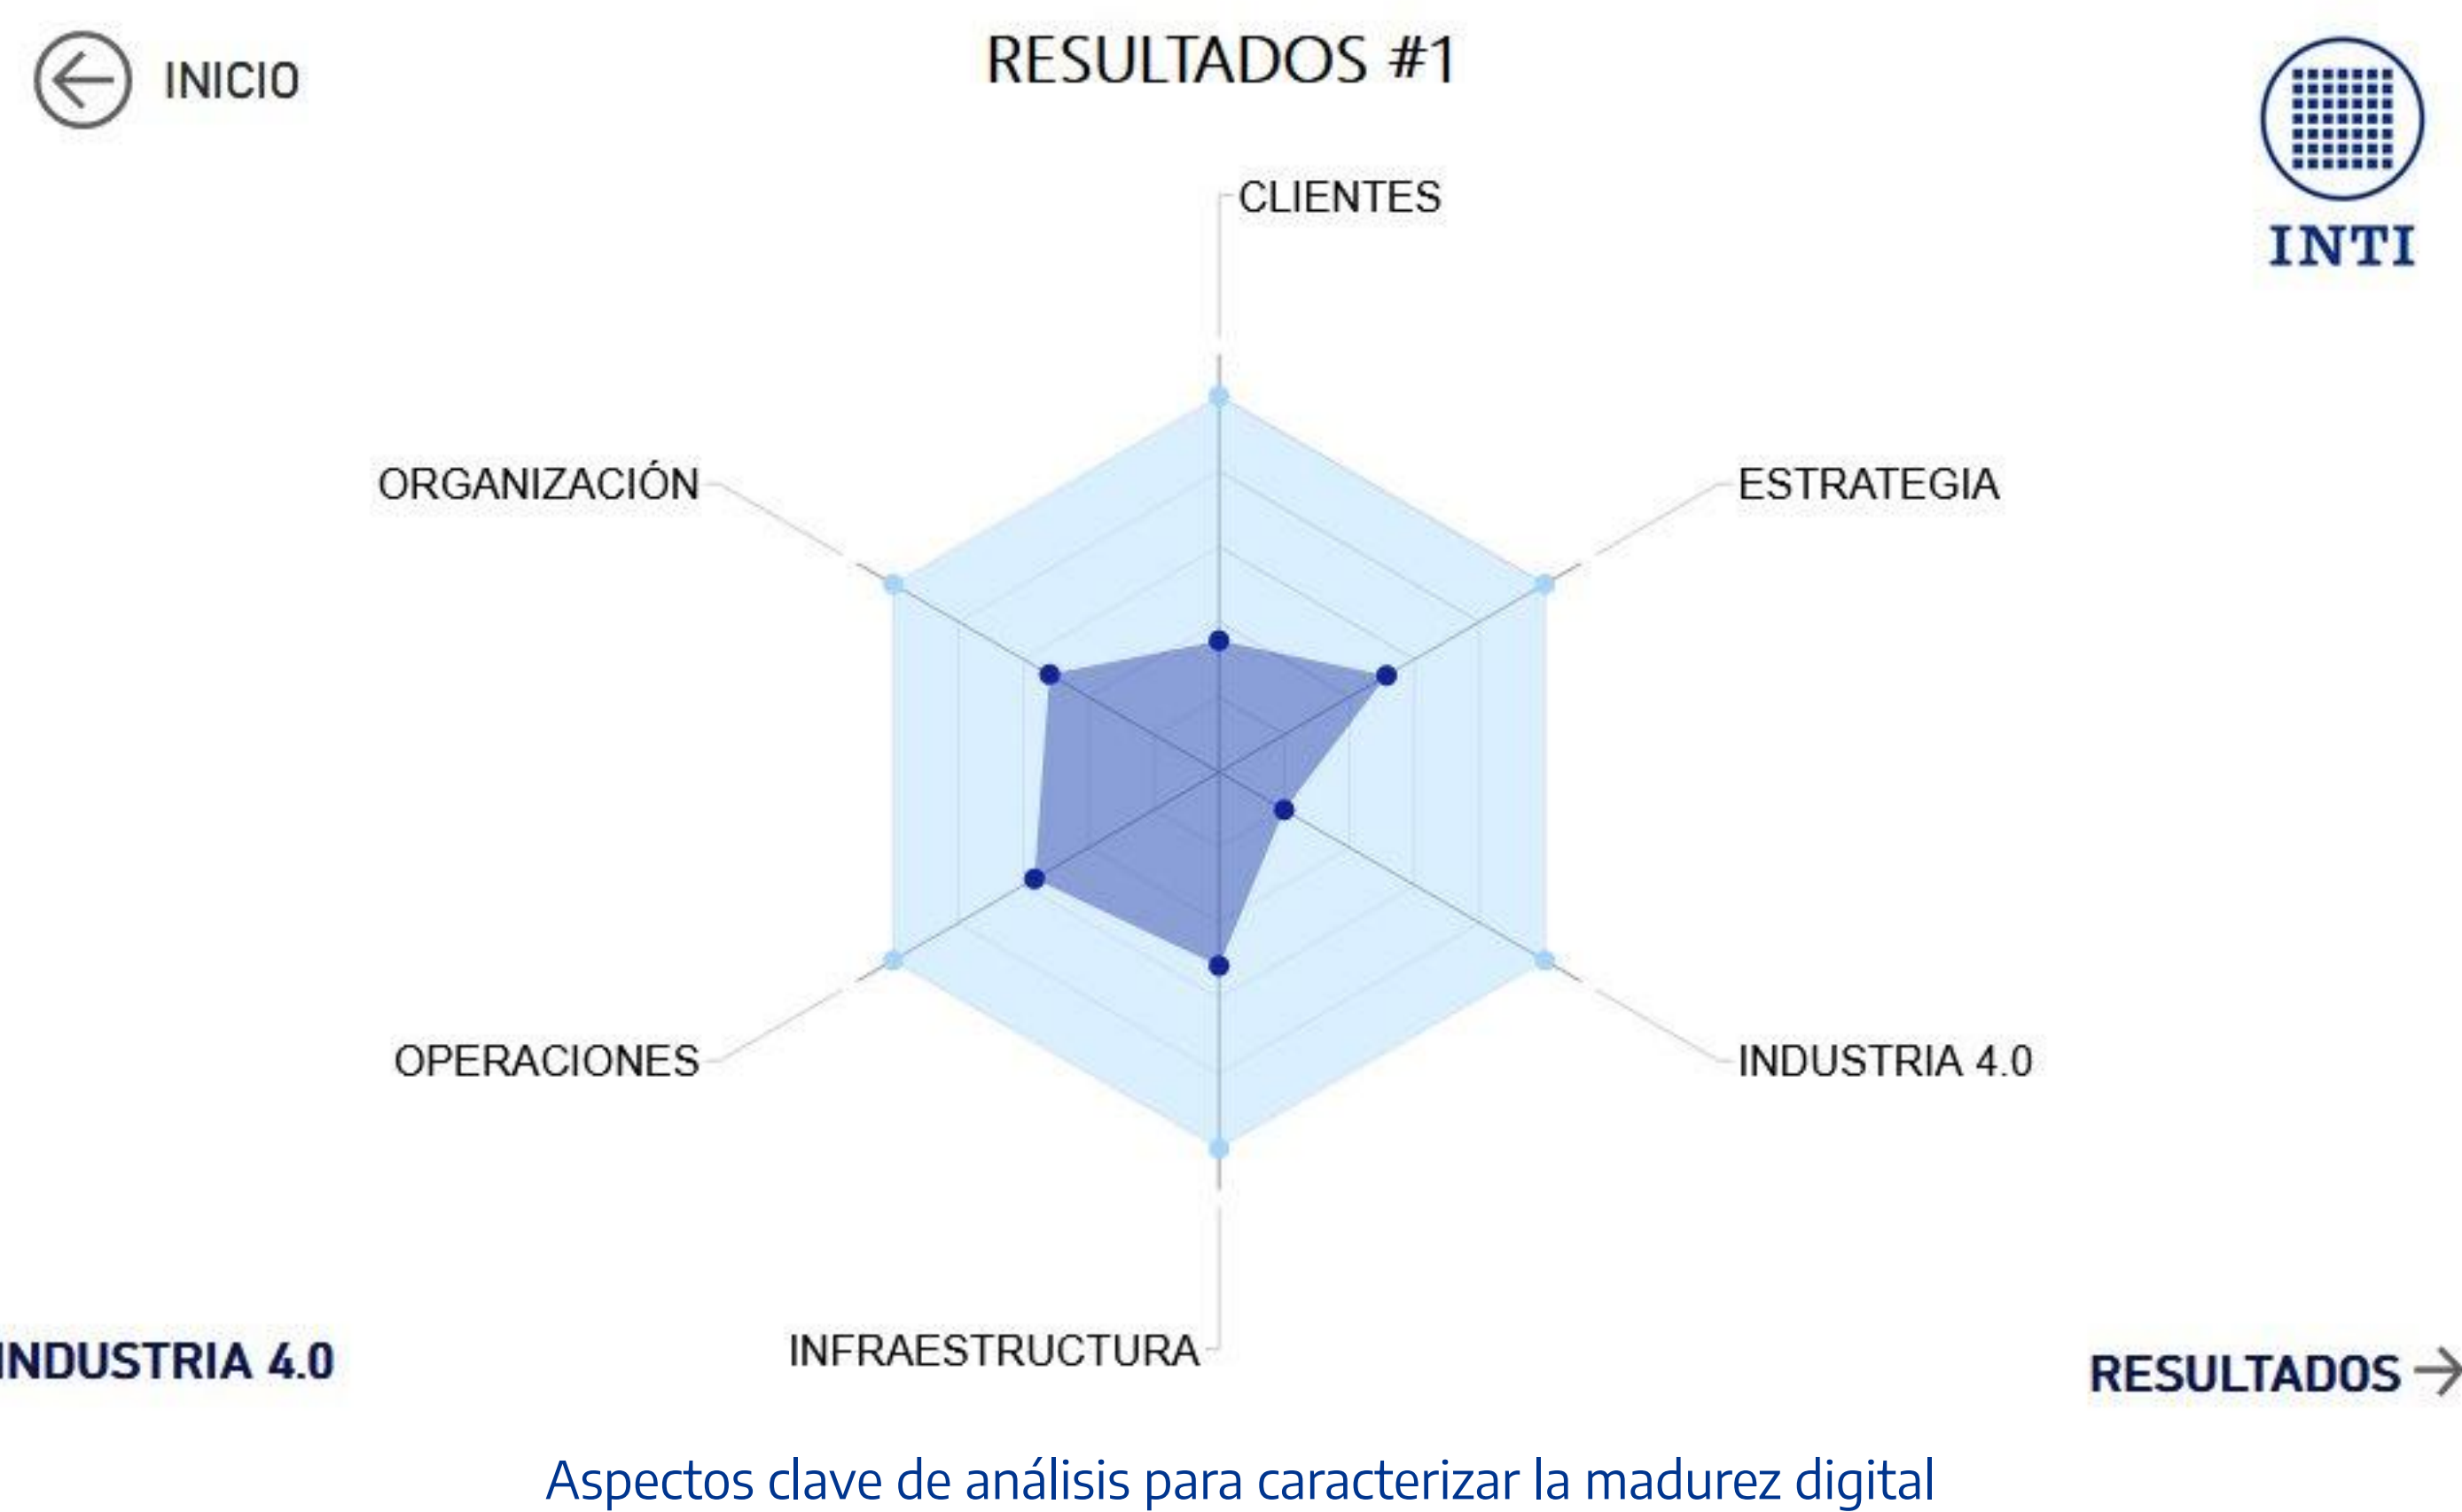 INICIO
RESULTADOS #1
INTI
CLIENTES
ORGANIZACIÓN
ESTRATEGIA
OPERACIONES
INDUSTRIA 4.0
INFRAESTRUCTURA
INDUSTRIA 4.0
RESULTADOS
Aspectos clave de análisis para caracterizar la madurez digital